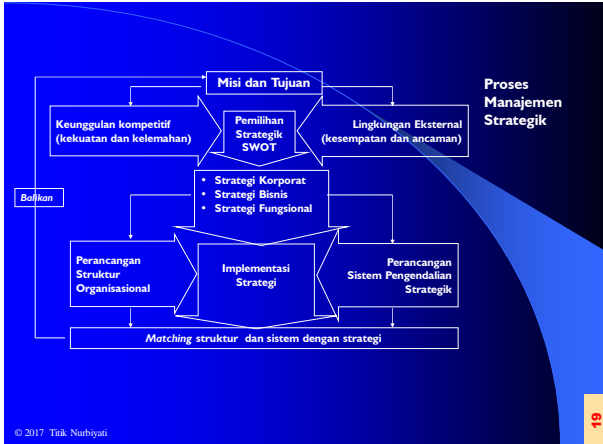 Misi dan Tujuan
Proses
Manajemen
Strategik
Keunggulan kompetitif
(kekuatan dan kelemahan)
Pemilihan
Strategik
SWOT
Lingkungan Eksternal
(kesempatan dan ancaman)
• Strategi Korporat
• Strategi Bisnis
• Strategi Fungsional
Balikan
Perancangan
Struktur
Organisasional
Implementasi
Strategi
Perancangan
Sistem Pengendalian
Strategik
Matching struktur dan sistem dengan strategi
© 2017 Titik Nurbiyati
19